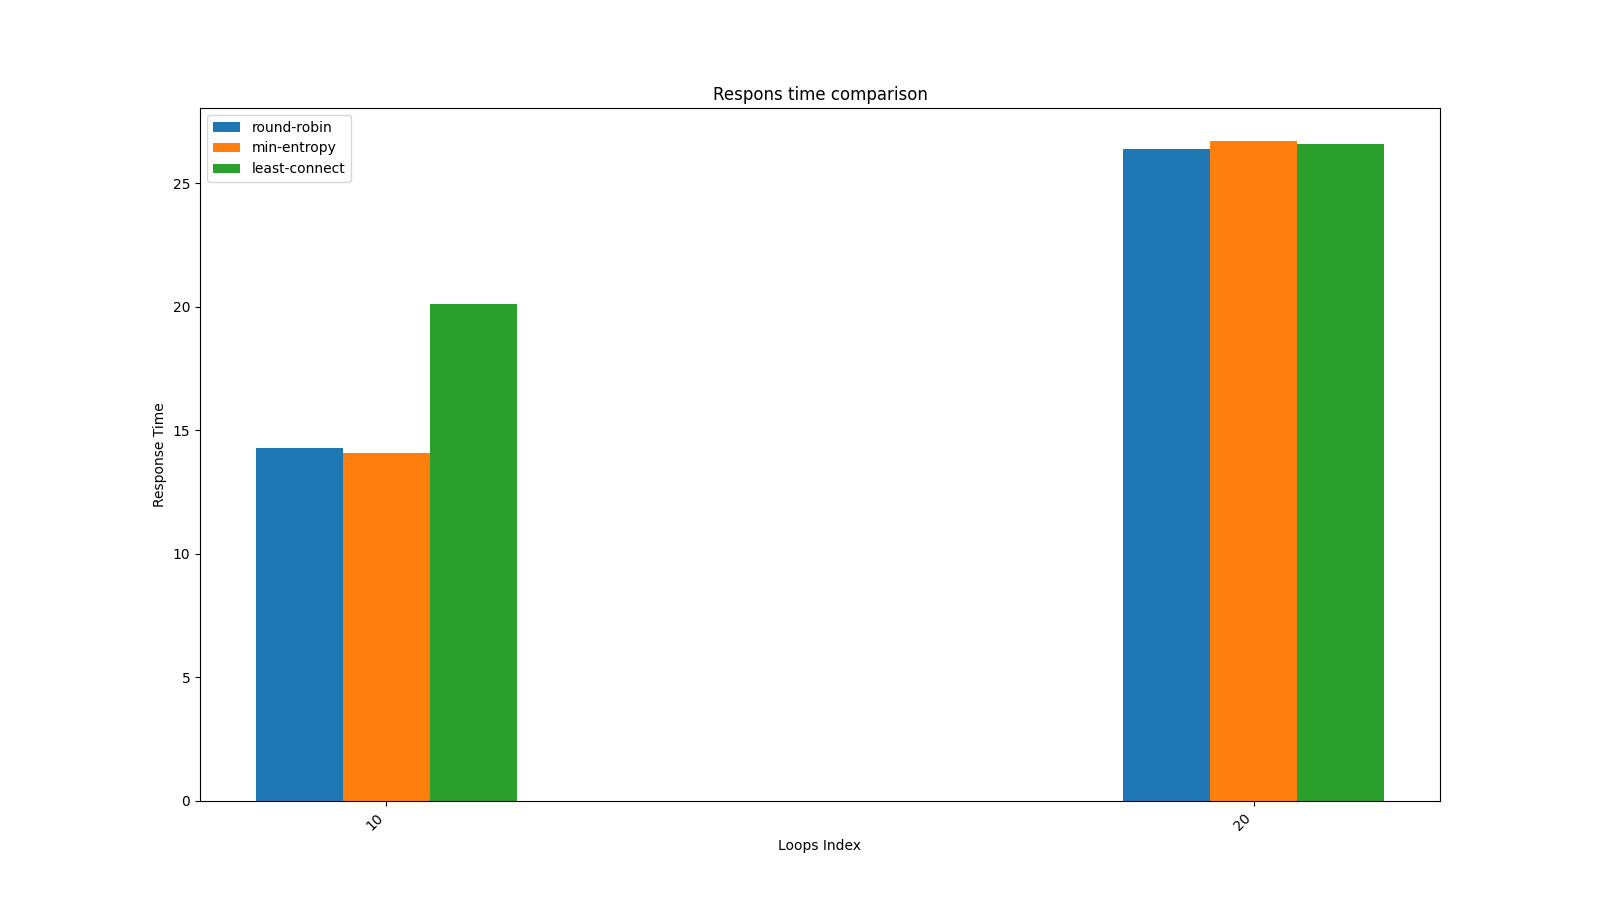 Respons time comparison
round-robin
min-entropy
least-connect
25
20
15
10
5
0
Response Time
10
20
Loops Index